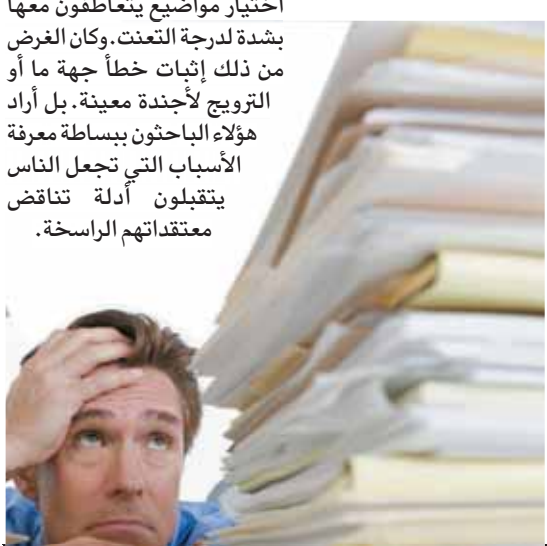 اختيار مواضيع يتعاطفون معها
بشدة لدرجة التعنت.وكان الغرض
من ذلك إثبات خطأ جهة ما أو
الترويج لأجندة معينة. بل أراد
هؤلاء الباحثون ببساطة معرفة
الأسباب التي تجعل الناس
يتقبلون أدلة تناقض
معتقداتهم الراسخة.